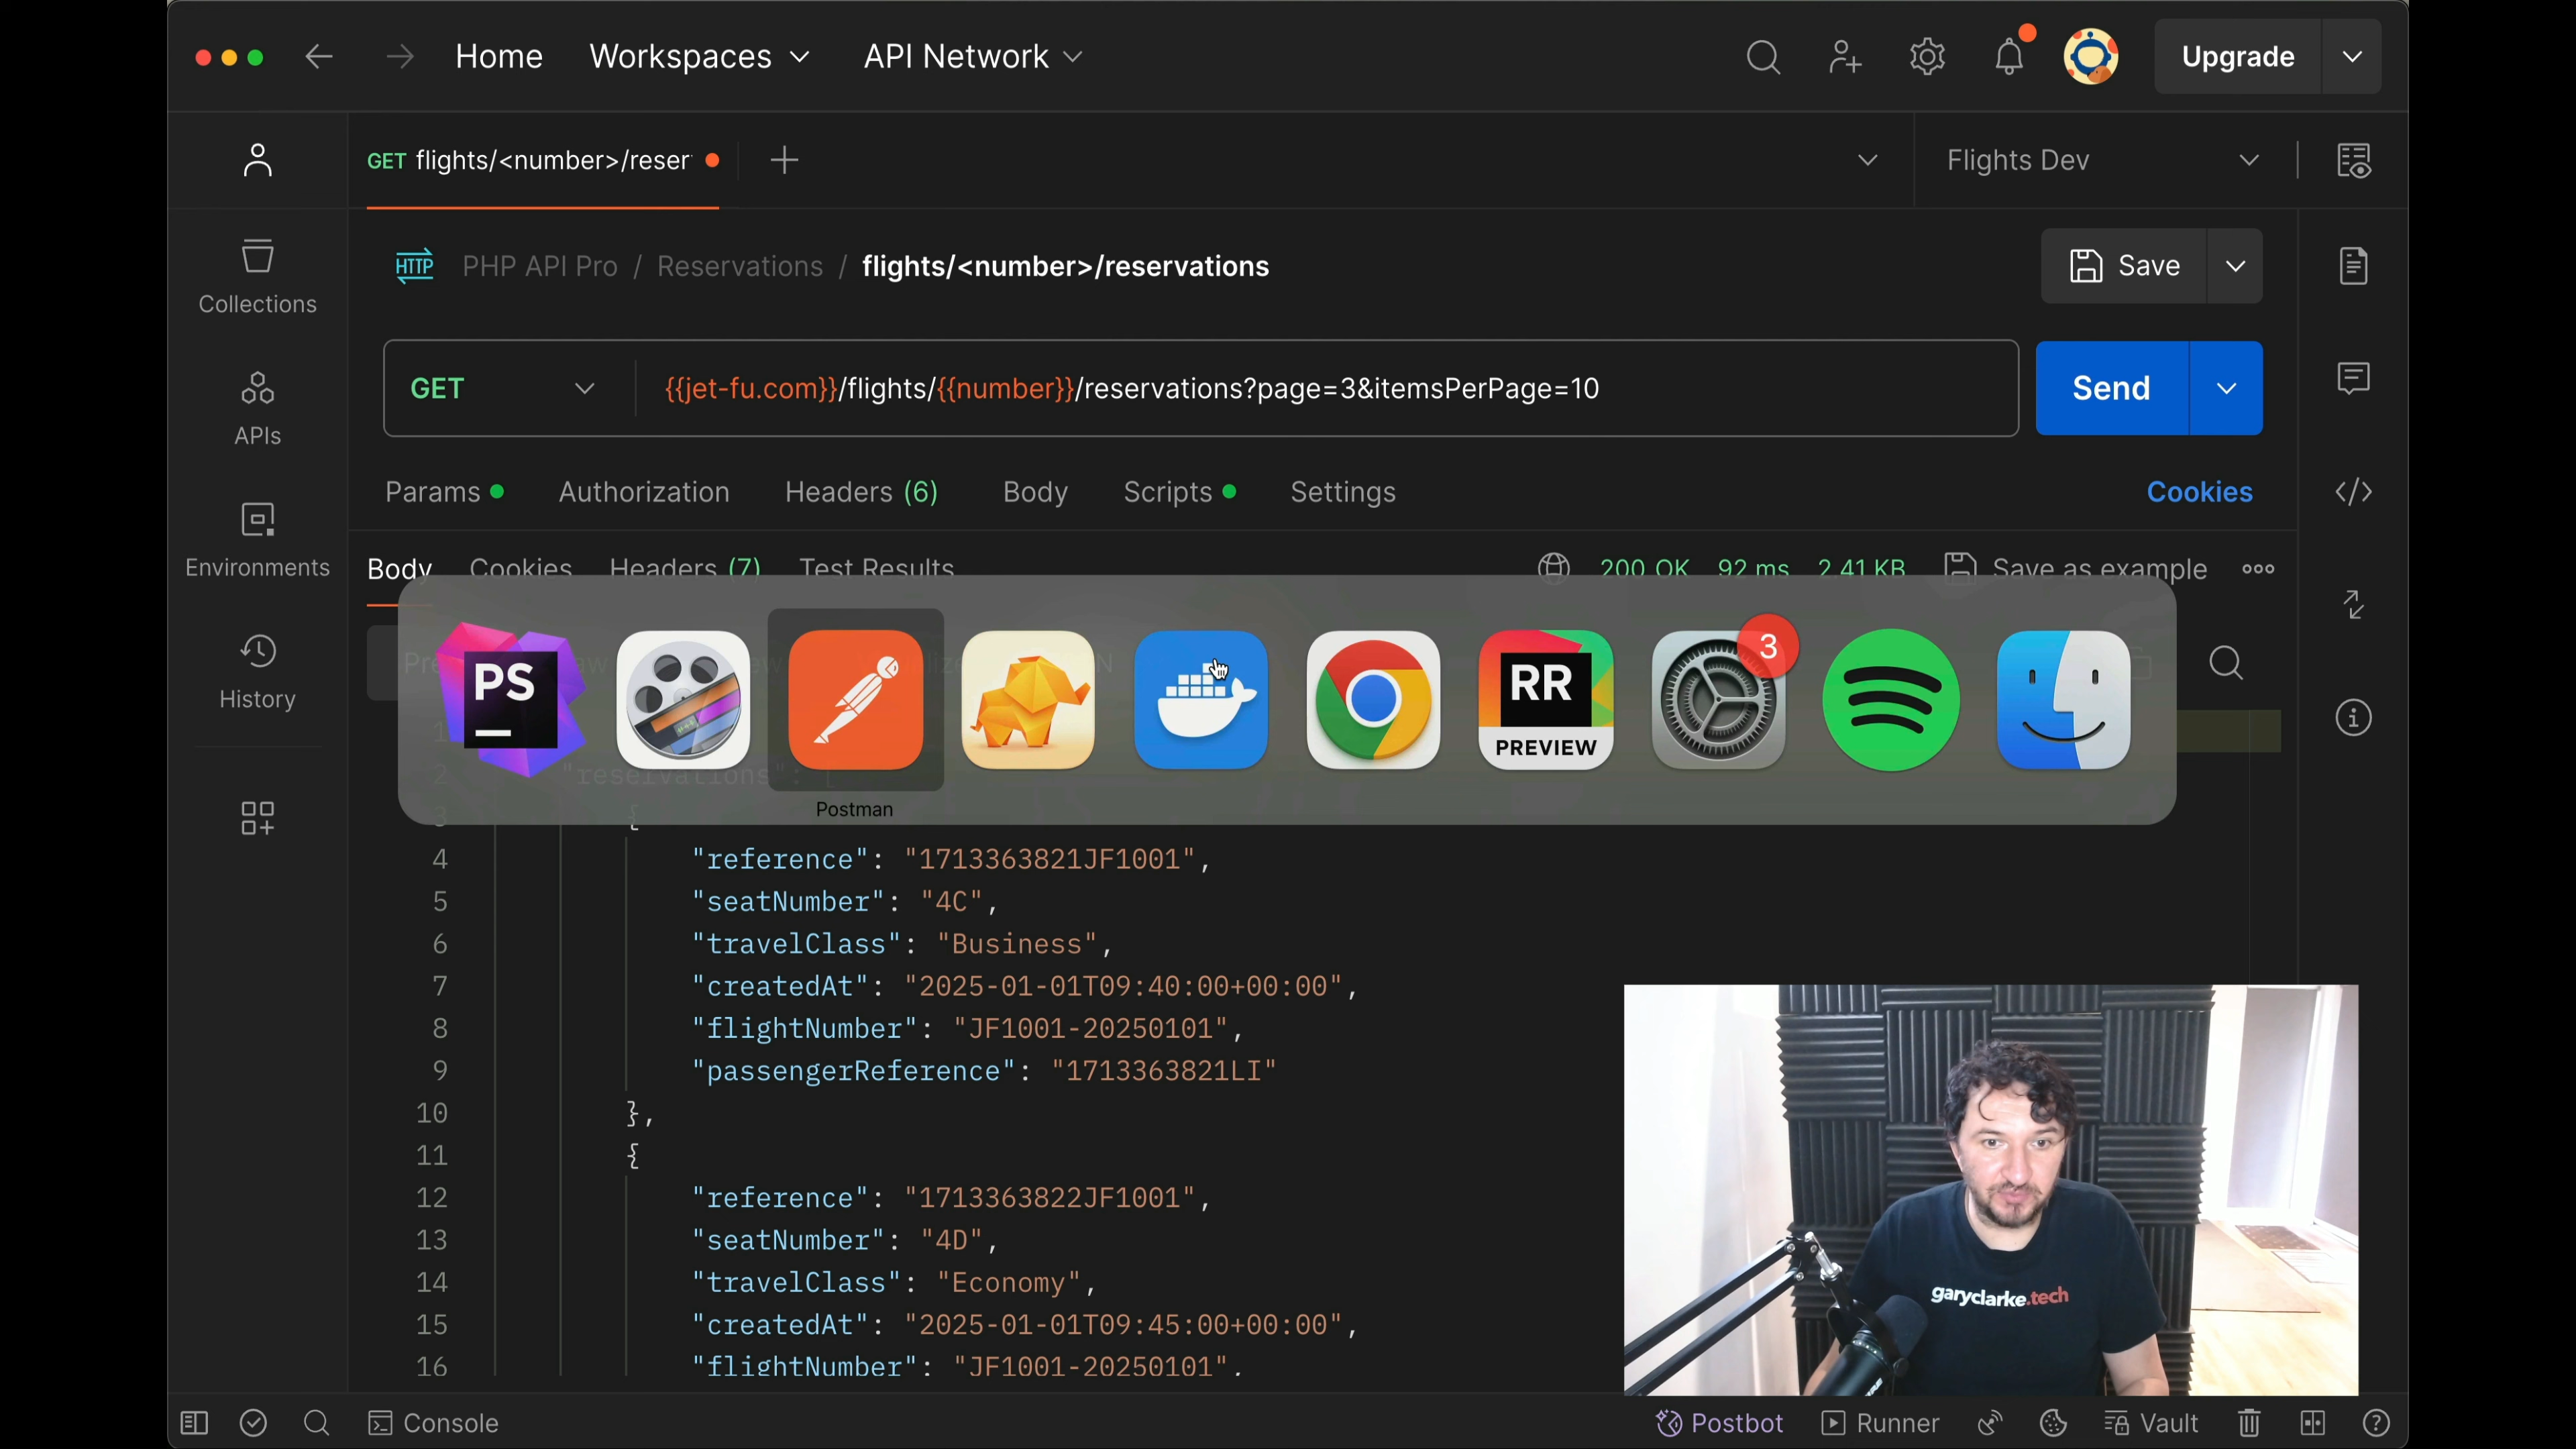 Home Workspaces API Network Upgrade
GET flights/<number>/reser Flights Dev
HTTP PHP API Pro / Reservations / flights/<number>/reservations Save
GET {{jet-fu.com}}/flights/{{number}}/reservations?page=3&itemsPerPage=10 Send
Params Authorization Headers (6) Body Scripts Settings Cookies
Body Cookies Headers (7) Test Results 200 OK 92 ms 2.41 KB Save as example
Collections
APIs
Environments
History
PS
RR
PREVIEW
3
Postman
1
2 "reservations": [
3 {
4 "reference": "1713363821JF1001",
5 "seatNumber": "4C",
6 "travelClass": "Business",
7 "createdAt": "2025-01-01T09:40:00+00:00",
8 "flightNumber": "JF1001-20250101",
9 "passengerReference": "1713363821LI"
10 },
11 {
12 "reference": "1713363822JF1001",
13 "seatNumber": "4D",
14 "travelClass": "Economy",
15 "createdAt": "2025-01-01T09:45:00+00:00",
16 "flightNumber": "JF1001-20250101",
garyclarke.tech
Console Postbot Runner Vault